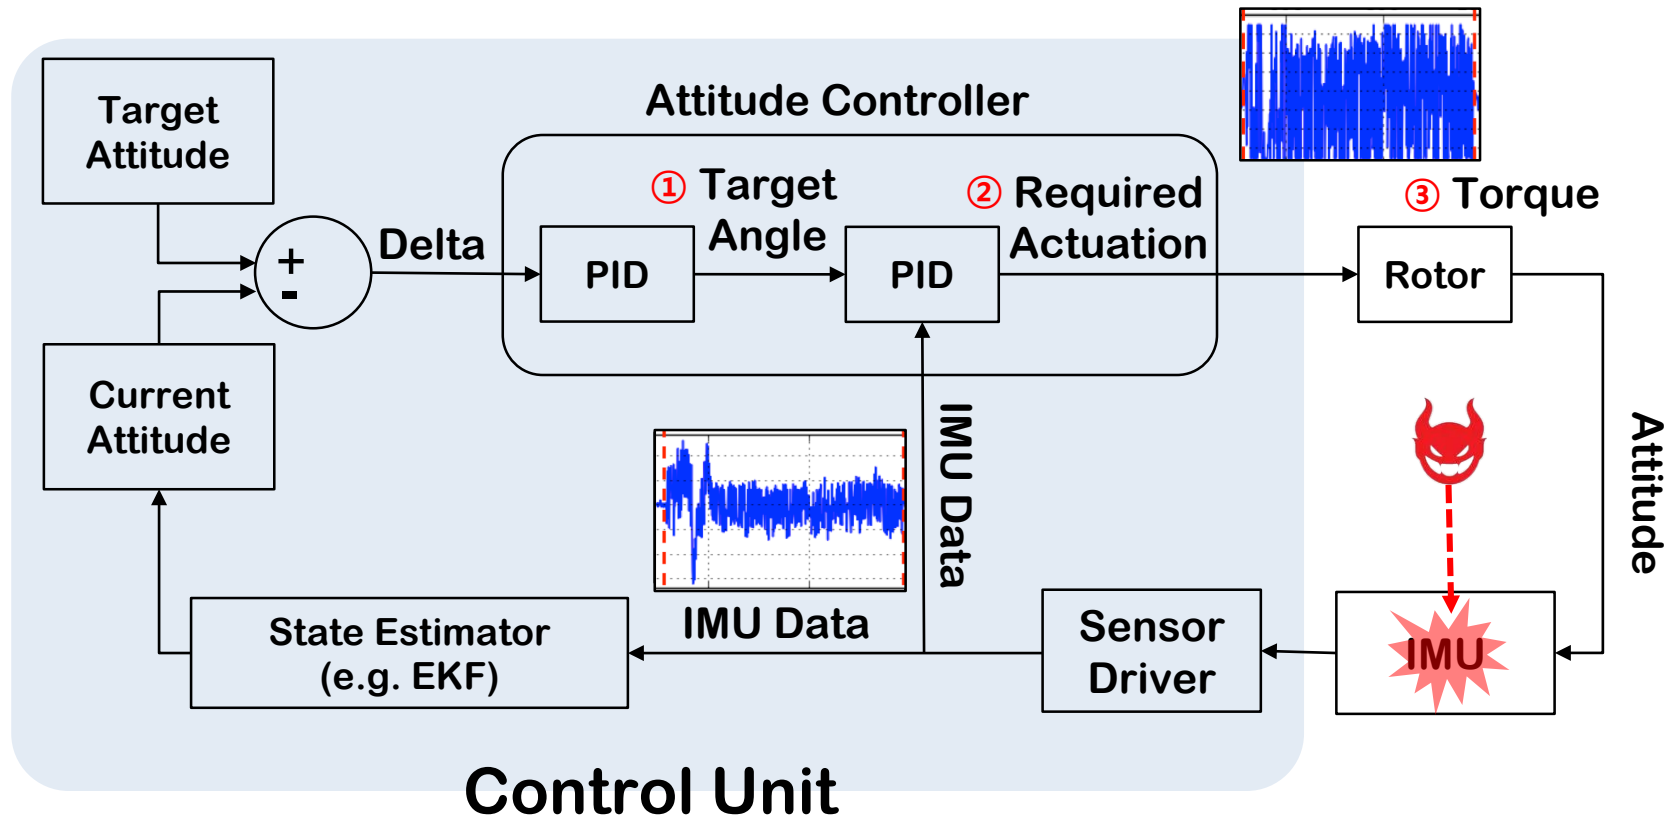 Target
Attitude
Attitude Controller
① Target
Angle
② Required
Actuation
③ Torque
+
-
Delta
PID
PID
Rotor
Current
Attitude
IMU Data
Attitude
IMU Data
State Estimator
(e.g. EKF)
Sensor
Driver
IMU
Control Unit